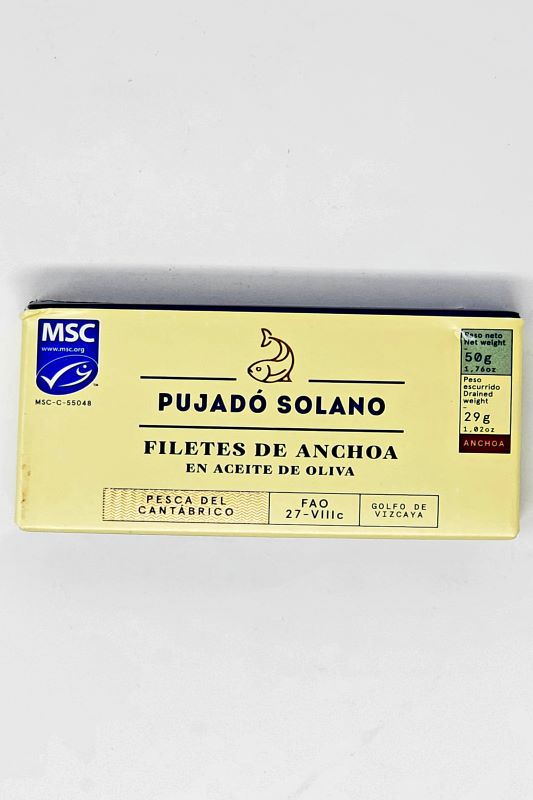 MSC
www.msc.org
TM
MSC-C-55048
PUJADÓ SOLANO
FILETES DE ANCHOA
EN ACEITE DE OLIVA
PESCA DEL
CANTÁBRICO
FAO
27-VIIIc
GOLFO DE
VIZCAYA
Peso neto
Net weight
50g
1,76oz
Peso
escurrido
Drained
weight
29g
1,02oz
ANCHOA